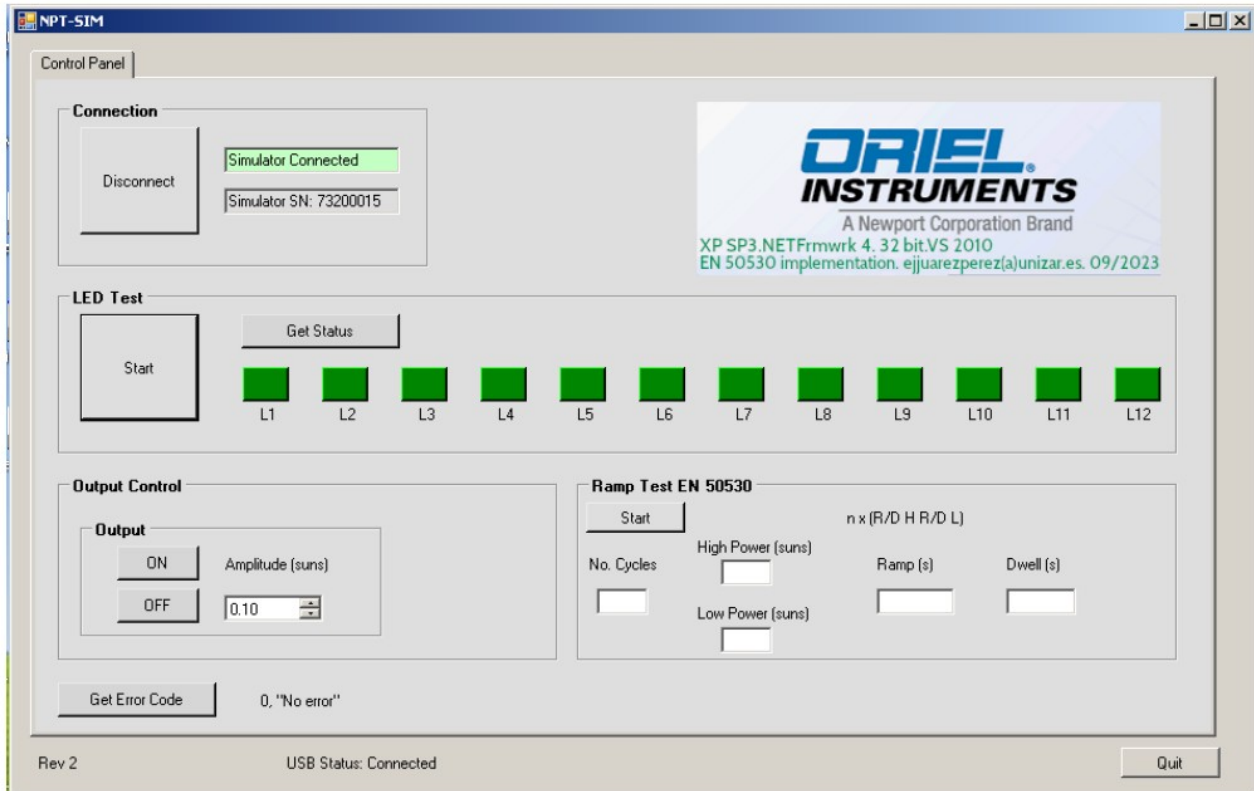 NPT-SIM
Control Panel
Connection
Disconnect
Simulator Connected
Simulator SN: 73200015
ORIEL®
INSTRUMENTS
A Newport Corporation Brand
XP SP3.NETFrmwrk 4. 32 bit.VS 2010
EN 50530 implementation. ejjuarezperez(a)unizar.es. 09/2023
LED Test
Start
Get Status
L1 L2 L3 L4 L5 L6 L7 L8 L9 L10 L11 L12
Output Control
Output
ON
OFF
Amplitude (suns)
0.10
Ramp Test EN 50530
Start
n x (R/D H R/D L)
No. Cycles
High Power (suns)
Low Power (suns)
Ramp (s)
Dwell (s)
Get Error Code
0, "No error"
Rev 2
USB Status: Connected
Quit